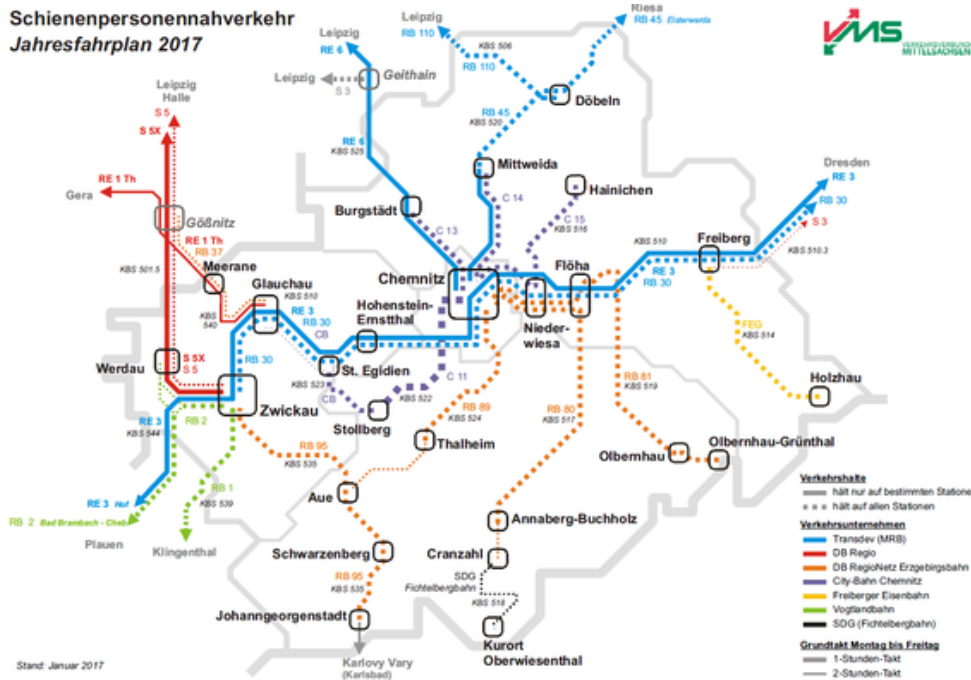 Schienenpersonennahverkehr
Jahresfahrplan 2017
VMS
VERKEHRSVERBUND
MITTELSACHSEN
Leipzig
RB 110
Riesa
RB 45 Elsterwerda
Leipzig
RE 6
KBS 506
RB 110
Leipzig
S 3
Geithain
Döbeln
Leipzig
Halle
S 5
S 5X
RB 45
KBS 520
RE 6
KBS 525
Mittweida
Dresden
RE 3
RB 30
S 3
Gera
RE 1 Th
C 14
Hainichen
Burgstädt
C 15
KBS 516
Gößnitz
C 13
RE 1 Th
RB 37
Freiberg
KBS 510
KBS 510.3
KBS 501.5
Meerane
Chemnitz
Flöha
RE 3
RB 30
Glauchau
KBS 510
KBS 540
RE 3
RB 30
CB
Hohenstein-
Ernstthal
Nieder-
wiesa
FEG
KBS 514
Werdau
S 5X
S 5
RB 30
St. Egidien
KBS 523
CB
C 11
KBS 522
RB 81
KBS 519
Holzhau
Zwickau
Stollberg
RB 89
KBS 524
RB 80
KBS 517
RE 3
KBS 544
RB 2
Thalheim
Olbernhau
Olbernhau-Grünthal
RB 95
KBS 535
RB 1
KBS 539
Aue
RE 3 Hof
RB 2 Bad Brambach - Cheb
Plauen
Klingenthal
Annaberg-Buchholz
Schwarzenberg
Cranzahl
SDG
Fichtelbergbahn
RB 95
KBS 535
KBS 518
Johanngeorgenstadt
Kurort
Oberwiesenthal
Karlovy Vary
(Karlsbad)
Verkehrshalte
hält nur auf bestimmten Stationen
hält auf allen Stationen
Verkehrsunternehmen
Transdev (MRB)
DB Regio
DB RegioNetz Erzgebirgsbahn
City-Bahn Chemnitz
Freiberger Eisenbahn
Vogtlandbahn
SDG (Fichtelbergbahn)
Grundtakt Montag bis Freitag
1-Stunden-Takt
2-Stunden-Takt
Stand: Januar 2017